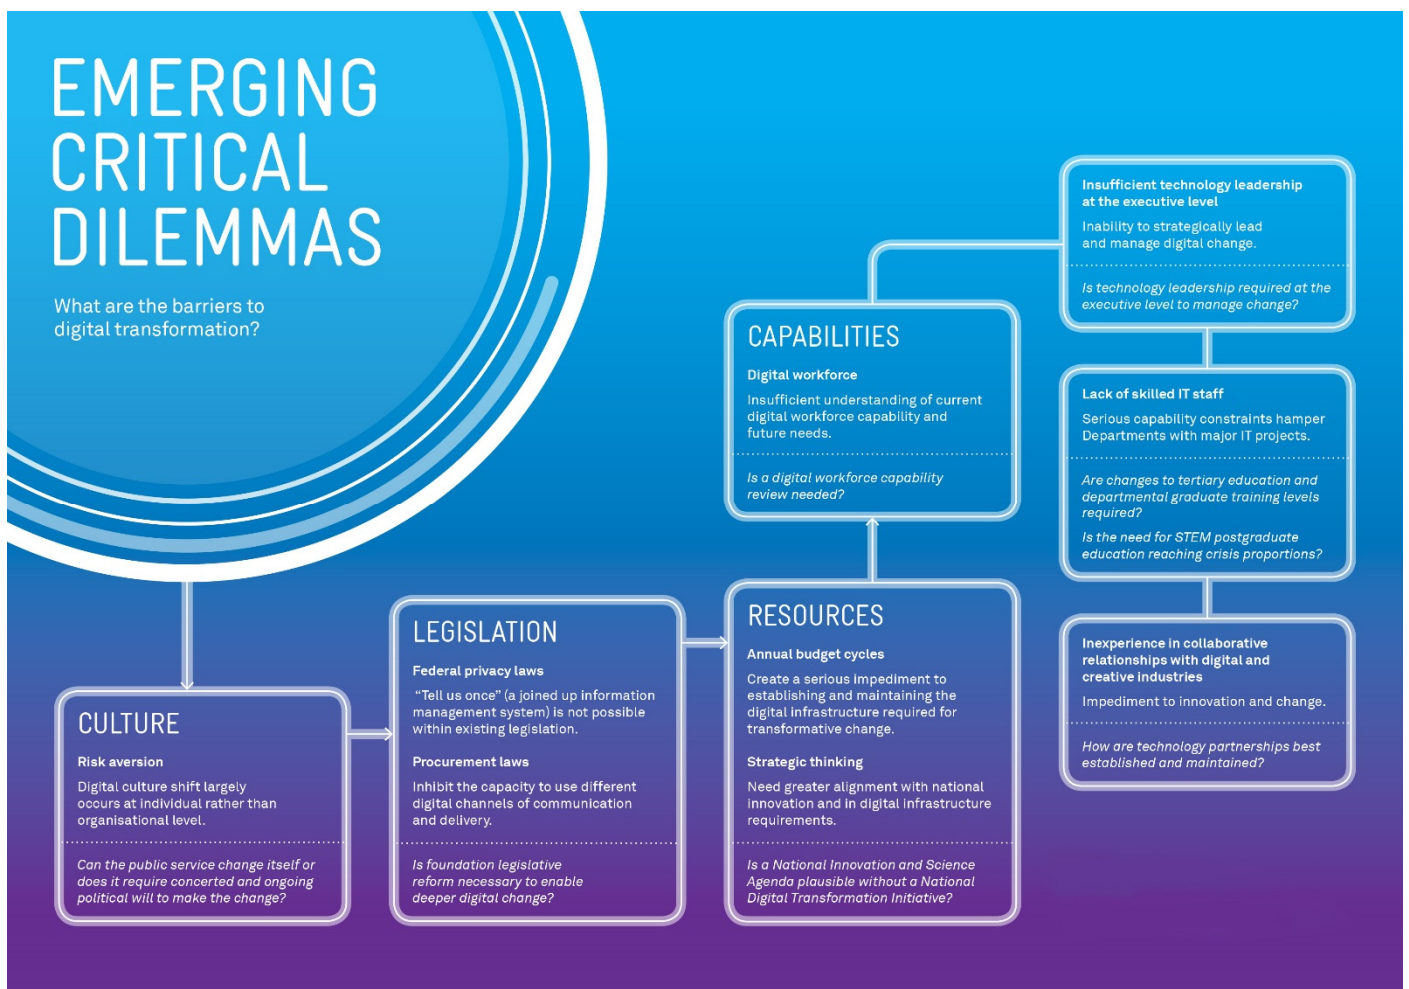 EMERGING
CRITICAL
DILEMMAS
What are the barriers to
digital transformation?
CULTURE
Risk aversion
Digital culture shift largely
occurs at individual rather than
organisational level.
Can the public service change itself or
does it require concerted and ongoing
political will to make the change?
LEGISLATION
Federal privacy laws
“Tell us once” (a joined up information
management system) is not possible
within existing legislation.
Procurement laws
Inhibit the capacity to use different
digital channels of communication
and delivery.
Is foundation legislative
reform necessary to enable
deeper digital change?
RESOURCES
Annual budget cycles
Create a serious impediment to
establishing and maintaining the
digital infrastructure required for
transformative change.
Strategic thinking
Need greater alignment with national
innovation and in digital infrastructure
requirements.
Is a National Innovation and Science
Agenda plausible without a National
Digital Transformation Initiative?
CAPABILITIES
Digital workforce
Insufficient understanding of current
digital workforce capability and
future needs.
Is a digital workforce capability
review needed?
Insufficient technology leadership
at the executive level
Inability to strategically lead
and manage digital change.
Is technology leadership required at the
executive level to manage change?
Lack of skilled IT staff
Serious capability constraints hamper
Departments with major IT projects.
Are changes to tertiary education and
departmental graduate training levels
required?
Is the need for STEM postgraduate
education reaching crisis proportions?
Inexperience in collaborative
relationships with digital and
creative industries
Impediment to innovation and change.
How are technology partnerships best
established and maintained?